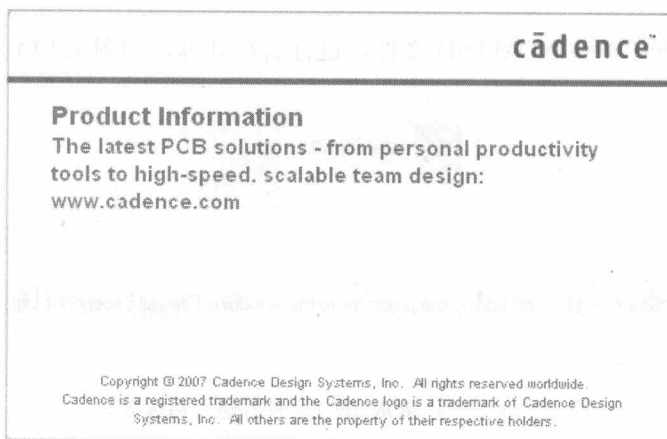 cādence™
Product Information
The latest PCB solutions - from personal productivity
tools to high-speed, scalable team design:
www.cadence.com
Copyright © 2007 Cadence Design Systems, Inc. All rights reserved worldwide.
Cadence is a registered trademark and the Cadence logo is a trademark of Cadence Design
Systems, Inc. All others are the property of their respective holders.